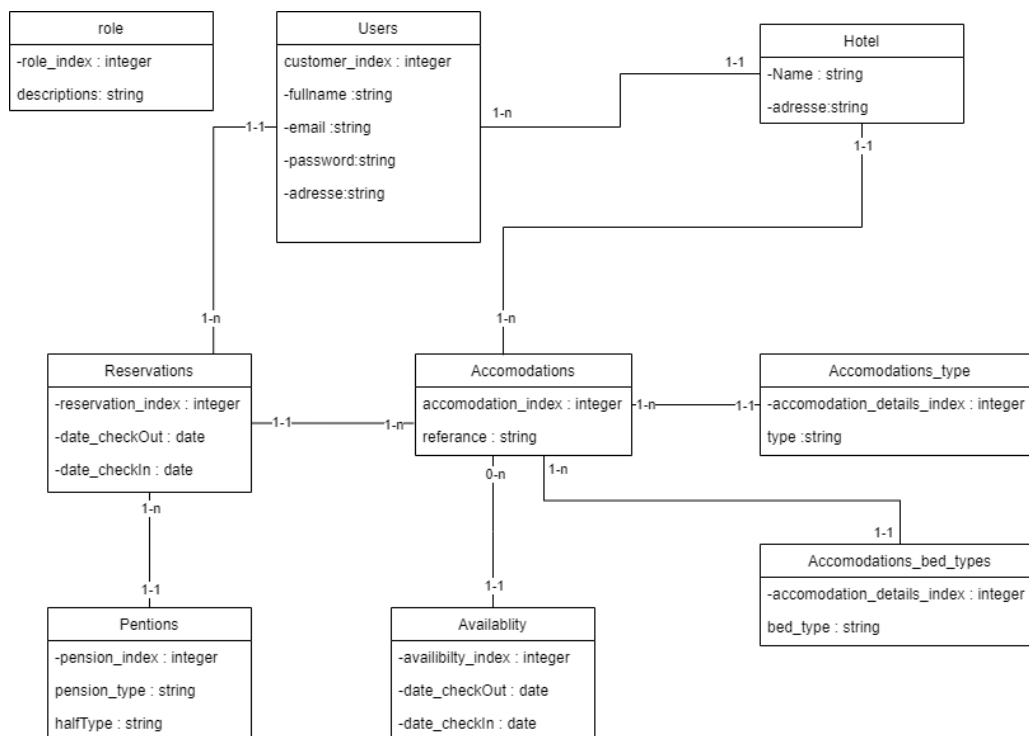 role
-role_index : integer
descriptions: string
Users
customer_index : integer
-fullname :string
-email :string
-password:string
-adresse:string
Hotel
-Name : string
-adresse:string
1-1
1-n
1-1
1-1
1-n
1-n
Reservations
-reservation_index : integer
-date_checkOut : date
-date_checkIn : date
Accomodations
accomodation_index : integer
referance : string
Accomodations_type
-accomodation_details_index : integer
type :string
1-1
1-n
1-n
1-1
1-n
0-n
1-n
1-1
1-1
1-1
Accomodations_bed_types
-accomodation_details_index : integer
bed_type : string
Pentions
-pension_index : integer
pension_type : string
halfType : string
Availablity
-availibilty_index : integer
-date_checkOut : date
-date_checkIn : date